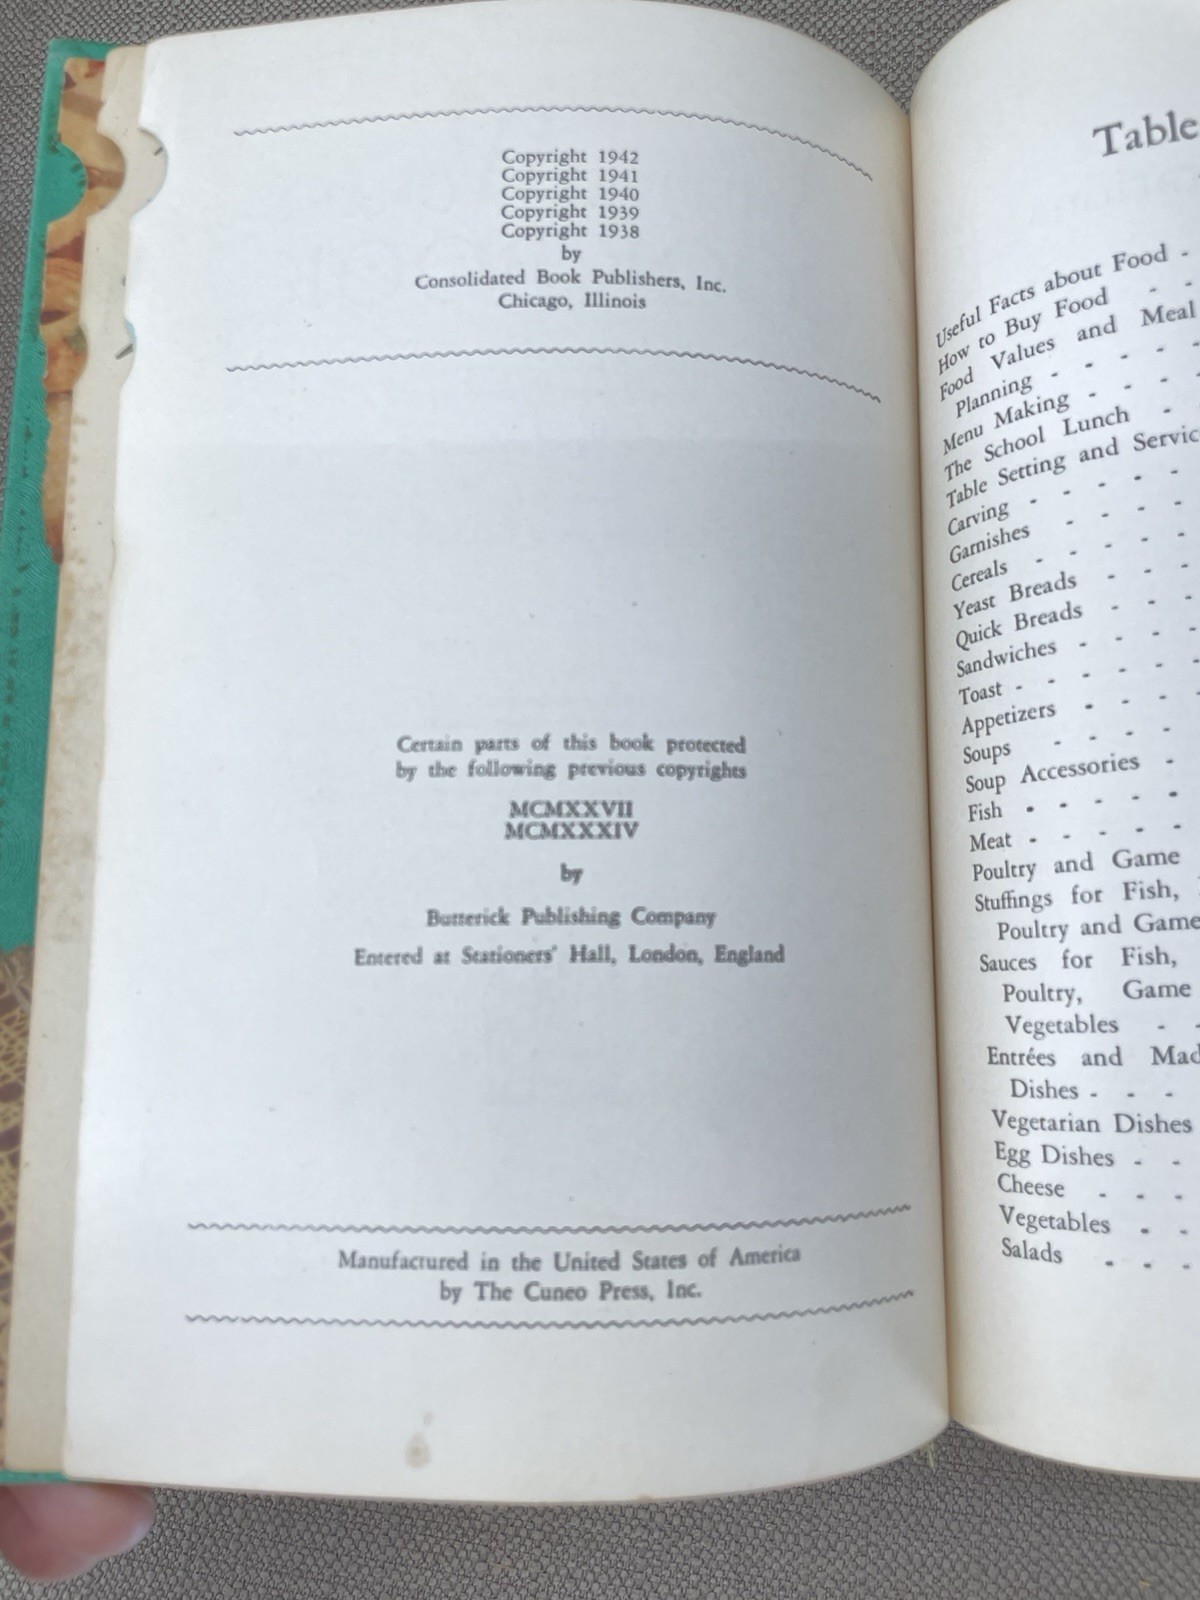 Copyright 1942
Copyright 1941
Copyright 1940
Copyright 1939
Copyright 1938
by
Consolidated Book Publishers, Inc.
Chicago, Illinois
Certain parts of this book protected
by the following previous copyrights
MCMXXVII
MCMXXXIV
by
Butterick Publishing Company
Entered at Stationers' Hall, London, England
Manufactured in the United States of America
by The Cuneo Press, Inc.
Table
Useful Facts about Food -
How to Buy Food - -
Food Values and Meal
Planning - - - -
Menu Making - - - -
The School Lunch -
Table Setting and Servic
Carving - - - - -
Garnishes - - - -
Cereals - - - - -
Yeast Breads - - -
Quick Breads - - -
Sandwiches - - - -
Toast - - - - - -
Appetizers - - - -
Soups - - - -
Soup Accessories -
Fish - - - - -
Meat - - - - -
Poultry and Game
Stuffings for Fish,
Poultry and Game
Sauces for Fish,
Poultry, Game
Vegetables - -
Entrées and Mad
Dishes - - -
Vegetarian Dishes
Egg Dishes - -
Cheese - - -
Vegetables - -
Salads - - -